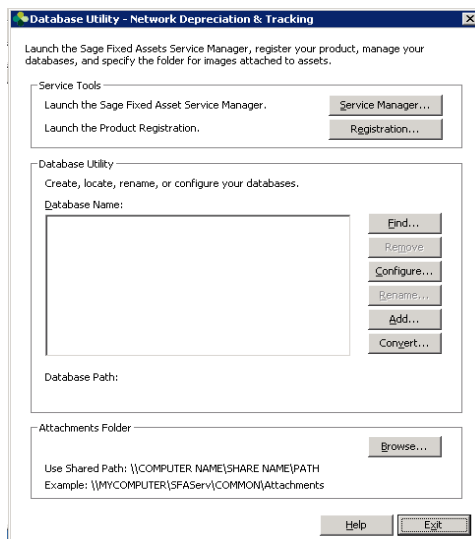 Database Utility - Network Depreciation & Tracking
Launch the Sage Fixed Assets Service Manager, register your product, manage your
databases, and specify the folder for images attached to assets.
Service Tools
Launch the Sage Fixed Asset Service Manager.
Service Manager...
Launch the Product Registration.
Registration...
Database Utility
Create, locate, rename, or configure your databases.
Database Name:
Find...
Remove
Configure...
Rename...
Add...
Convert...
Database Path:
Attachments Folder
Browse...
Use Shared Path: \\COMPUTER NAME\SHARE NAME\PATH
Example: \\MYCOMPUTER\SFAServ\COMMON\Attachments
Help
Exit